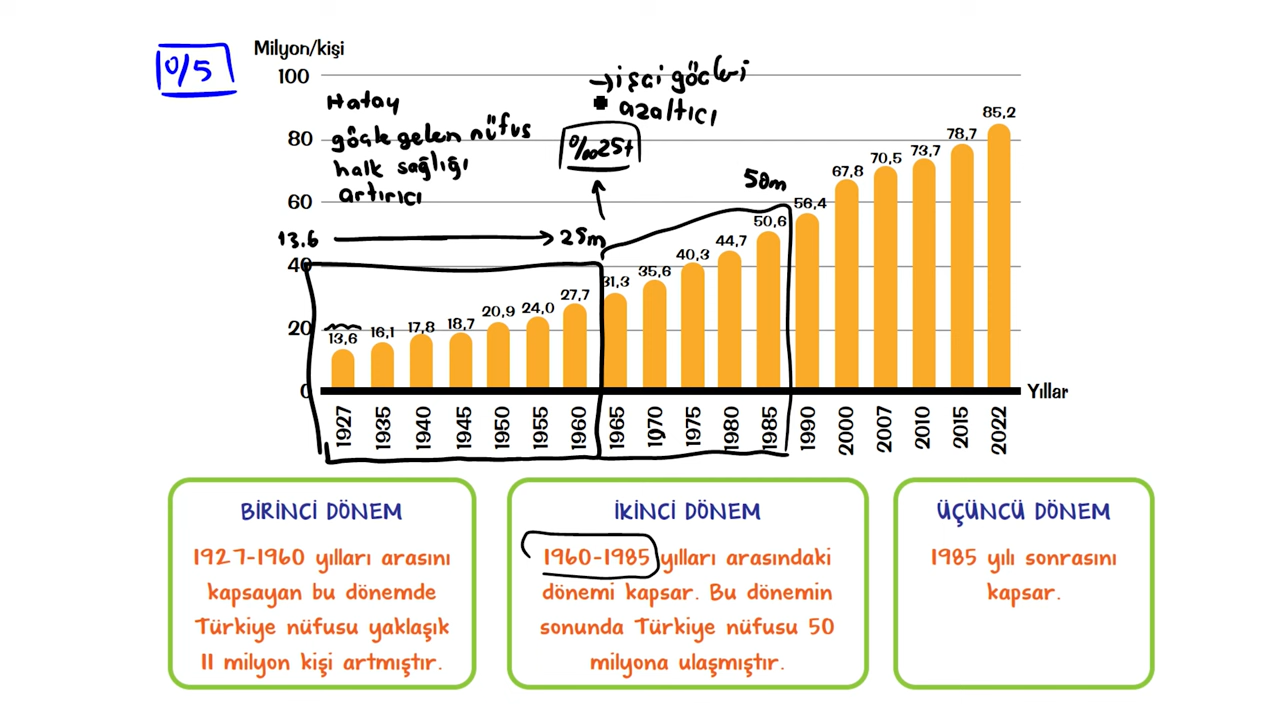 0/5
Milyon/kişi
100
80
60
40
20
0
Hatay
göçle gelen nüfus
halk sağlığı
artırıcı
→işçi göçleri
azaltıcı
13.6
25m
50m
13,6
16,1
17,8
18,7
20,9
24,0
27,7
31,3
35,6
40,3
44,7
50,6
56,4
67,8
70,5
73,7
78,7
85,2
Yıllar
1927
1935
1940
1945
1950
1955
1960
1965
1970
1975
1980
1985
1990
2000
2007
2010
2015
2022
BİRİNCİ DÖNEM
1927-1960 yılları arasını
kapsayan bu dönemde
Türkiye nüfusu yaklaşık
11 milyon kişi artmıştır.
İKİNCİ DÖNEM
1960-1985 yılları arasındaki
dönemi kapsar. Bu dönemin
sonunda Türkiye nüfusu 50
milyona ulaşmıştır.
ÜÇÜNCÜ DÖNEM
1985 yılı sonrasını
kapsar.